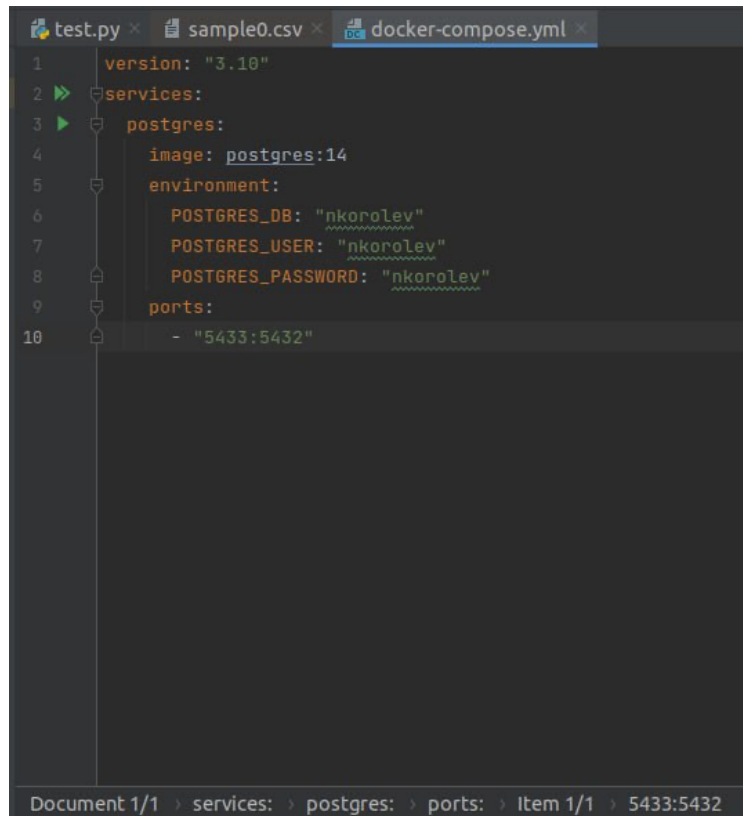 test.py sample0.csv docker-compose.yml
1 version: "3.10"
2 services:
3   postgres:
4     image: postgres:14
5     environment:
6       POSTGRES_DB: "nkorolev"
7       POSTGRES_USER: "nkorolev"
8       POSTGRES_PASSWORD: "nkorolev"
9     ports:
10       - "5433:5432"
Document 1/1 › services: › postgres: › ports: › Item 1/1 › 5433:5432